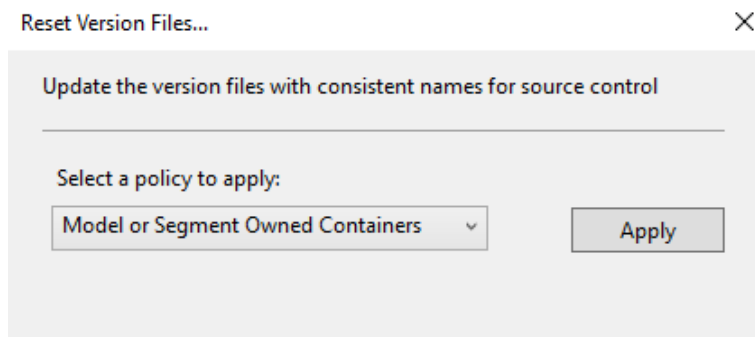 Reset Version Files...
Update the version files with consistent names for source control
Select a policy to apply:
Model or Segment Owned Containers
Apply